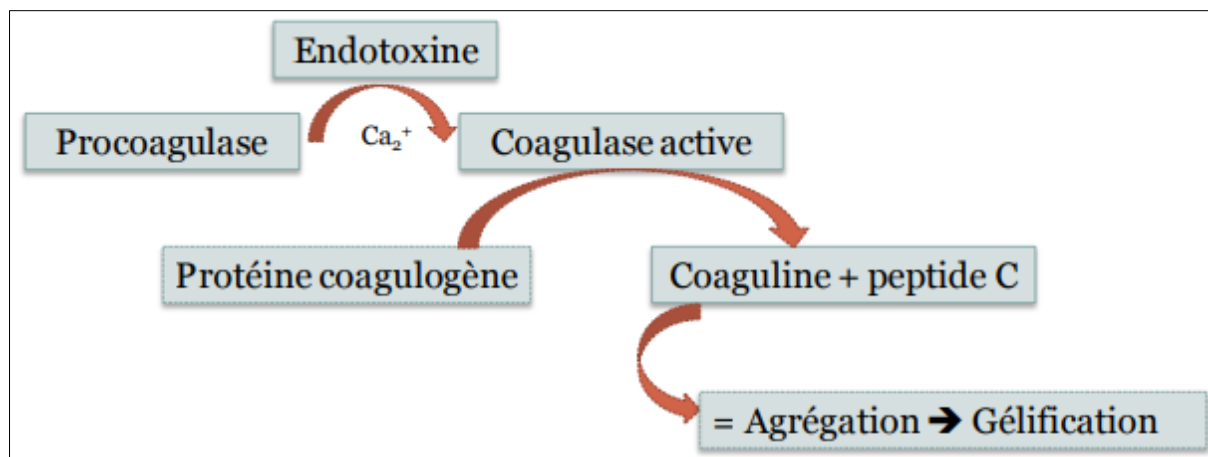 Endotoxine
Procoagulase
Ca₂⁺
Coagulase active
Protéine coagulogène
Coaguline + peptide C
= Agrégation ➔ Gélification